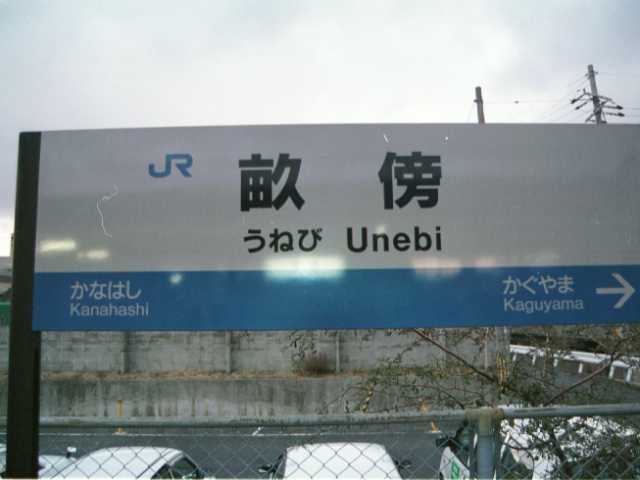 JR 畝傍
うねび Unebi
かなはし かぐやま →
Kanahashi Kaguyama